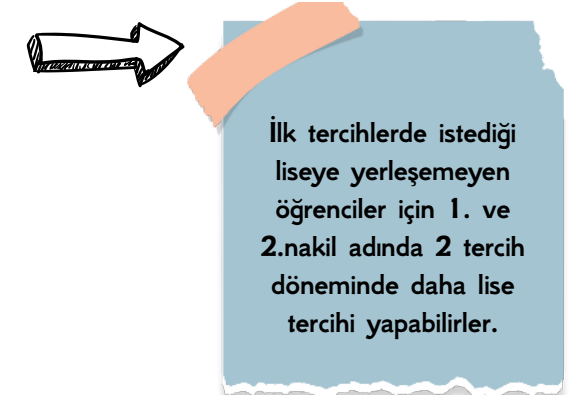 İlk tercihlerde istediği
liseye yerleşemeyen
öğrenciler için 1. ve
2.nakil adında 2 tercih
döneminde daha lise
tercihi yapabilirler.